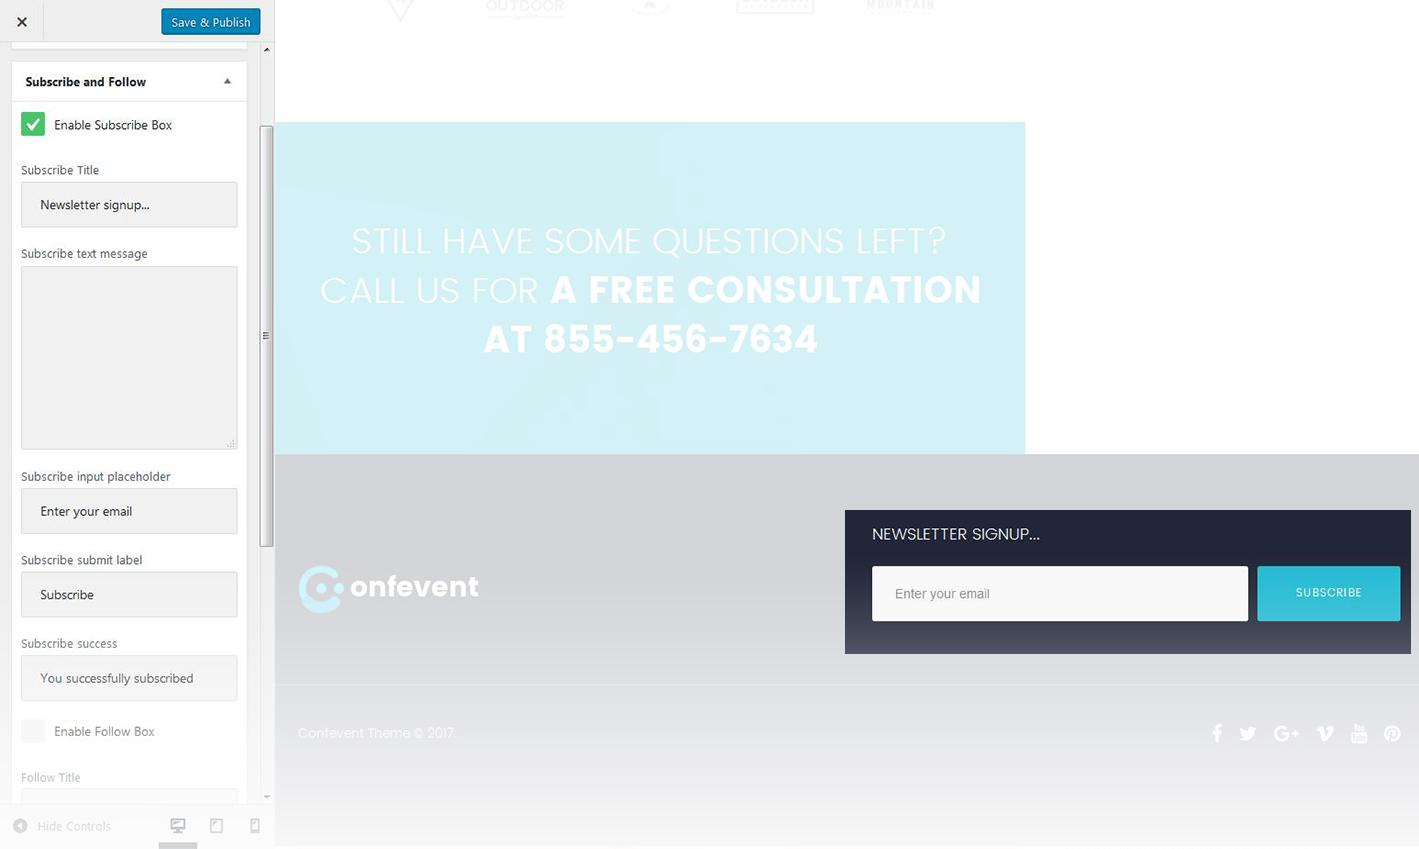 Save & Publish
Subscribe and Follow
Enable Subscribe Box
Subscribe Title
Newsletter signup...
Subscribe text message
Subscribe input placeholder
Enter your email
Subscribe submit label
Subscribe
Subscribe success
You successfully subscribed
Enable Follow Box
Follow Title
Hide Controls
OUTDOOR
MOUNTAIN
STILL HAVE SOME QUESTIONS LEFT?
CALL US FOR A FREE CONSULTATION
AT 855-456-7634
onfevent
NEWSLETTER SIGNUP...
Enter your email
SUBSCRIBE
Confevent Theme © 2017.